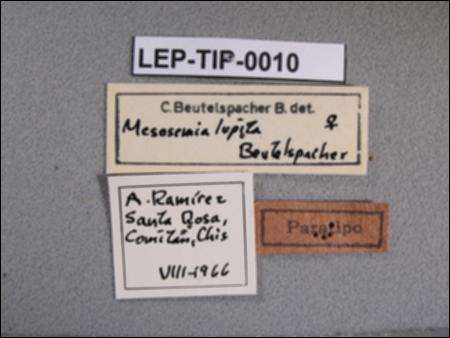 LEP-TIP-0010
C. Beutelspacher B. det.
Mesosemia lupita ♀
Beutelspacher
A. Ramírez
Santa Rosa,
Comitán, Chis
VIII-1966
Paratipo